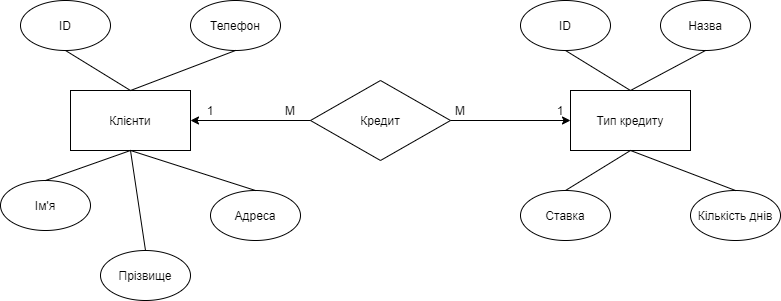 ID
Телефон
ID
Назва
Клієнти
1
М
Кредит
М
1
Тип кредиту
Ім'я
Адреса
Ставка
Кількість днів
Прізвище